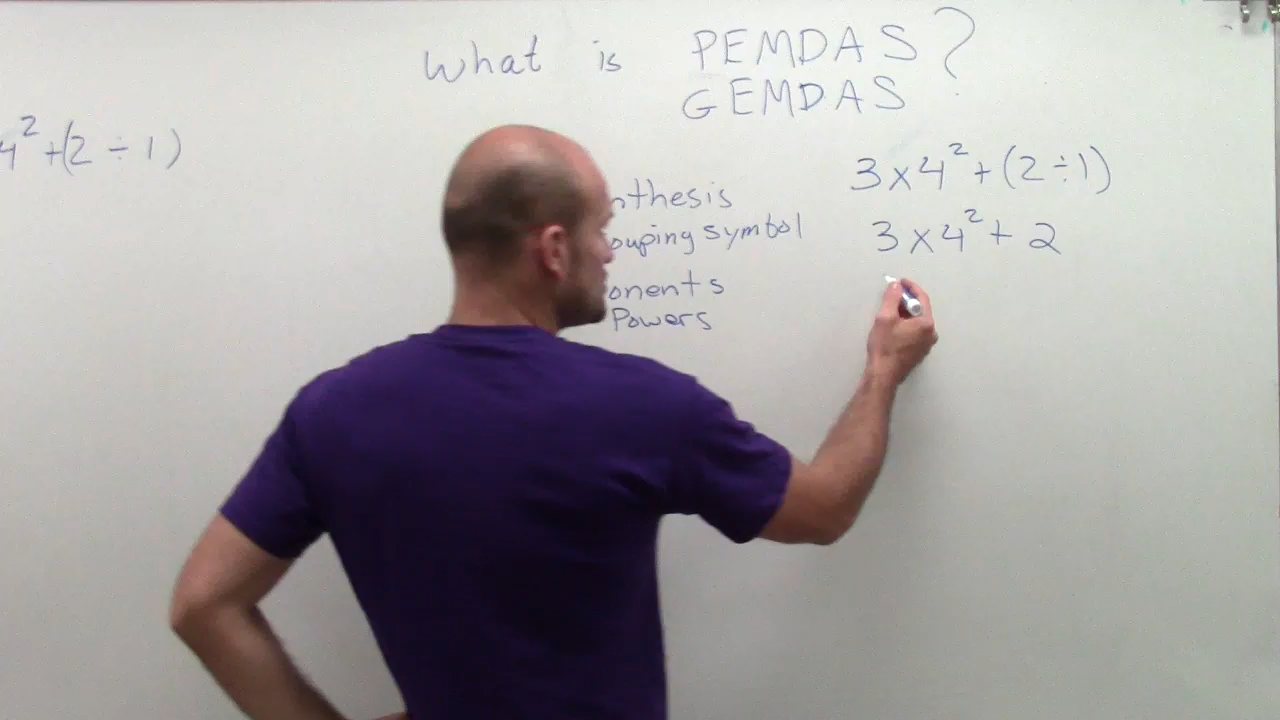 What is PEMDAS?
GEMDAS
4² + (2 ÷ 1)
nthesis
ouping symbol
onents
Powers
3 x 4² + (2 ÷ 1)
3 x 4² + 2